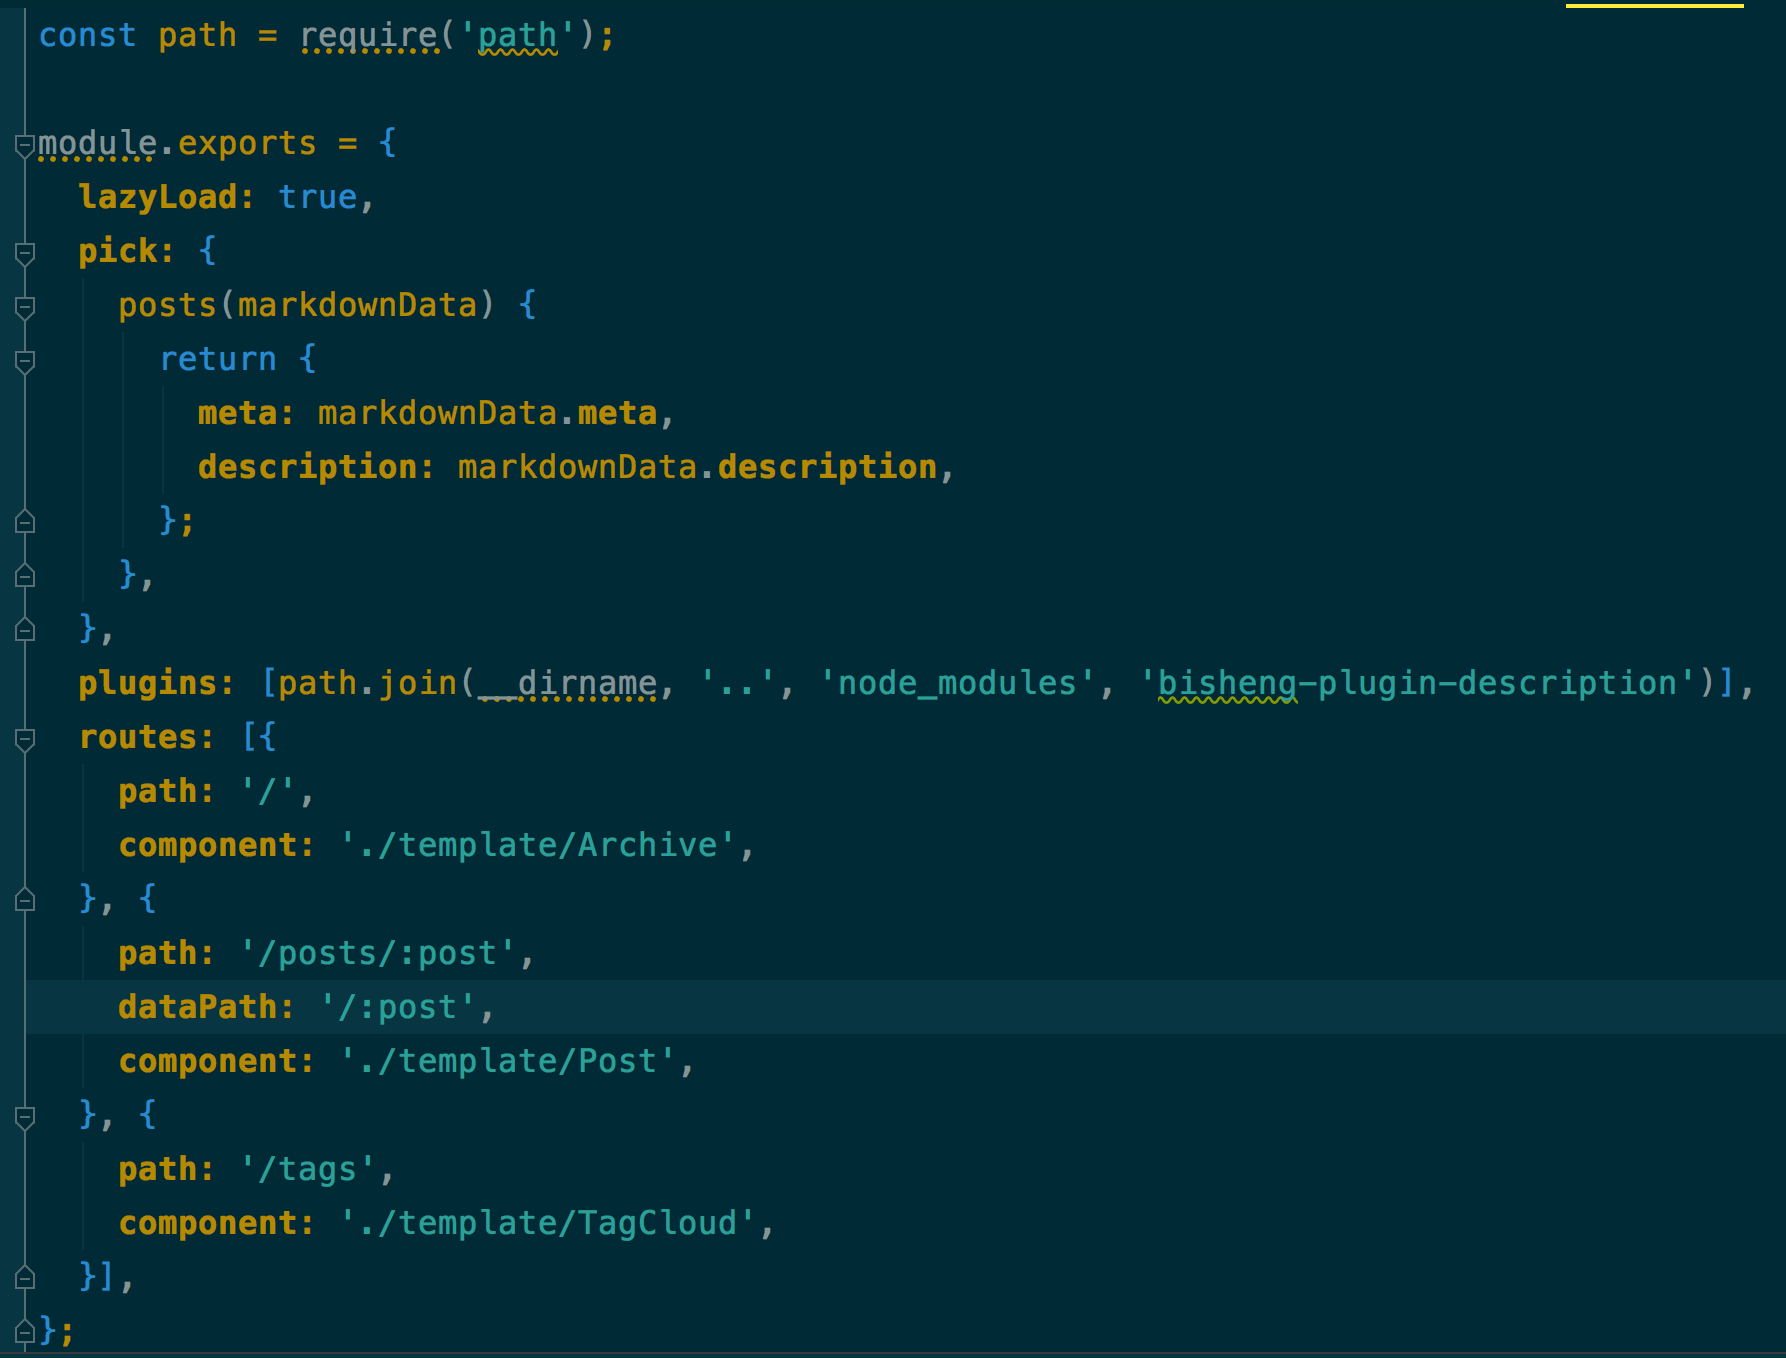 const path = require('path');
module.exports = {
  lazyLoad: true,
  pick: {
    posts(markdownData) {
      return {
        meta: markdownData.meta,
        description: markdownData.description,
      };
    },
  },
  plugins: [path.join(__dirname, '..', 'node_modules', 'bisheng-plugin-description')],
  routes: [{
    path: '/',
    component: './template/Archive',
  }, {
    path: '/posts/:post',
    dataPath: '/:post',
    component: './template/Post',
  }, {
    path: '/tags',
    component: './template/TagCloud',
  }],
};